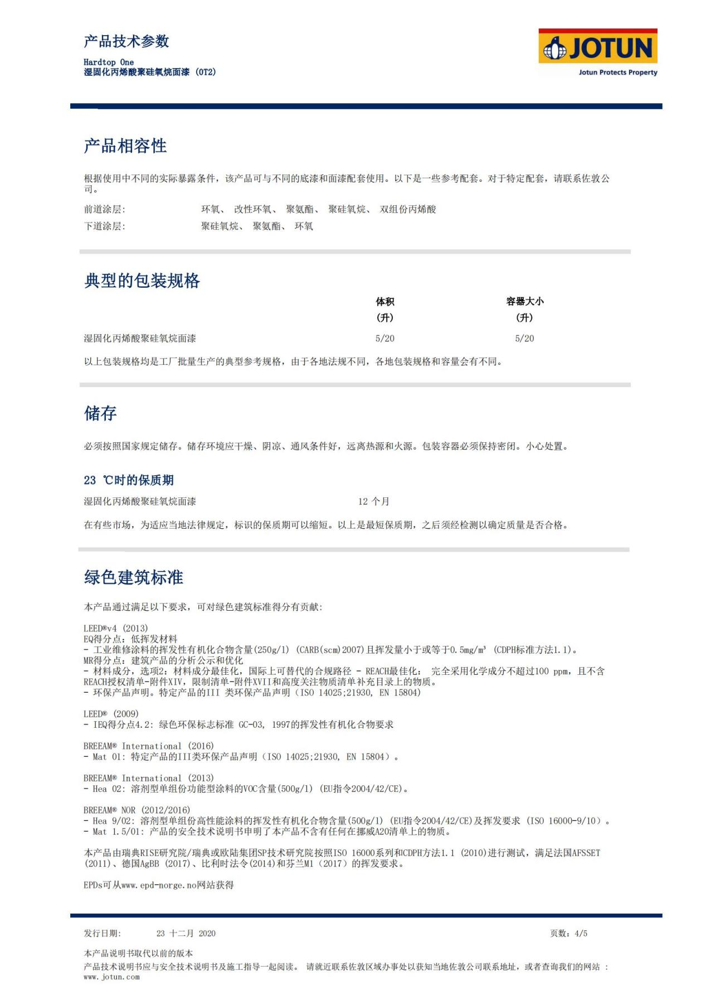 产品技术参数
Hardtop One
湿固化丙烯酸聚硅氧烷面漆 (OT2)
JOTUN
Jotun Protects Property
产品相容性
根据使用中不同的实际暴露条件，该产品可与不同的底漆和面漆配套使用。以下是一些参考配套。对于特定配套，请联系佐敦公
司。
前道涂层: 环氧、 改性环氧、 聚氨酯、 聚硅氧烷、 双组份丙烯酸
下道涂层: 聚硅氧烷、 聚氨酯、 环氧
典型的包装规格
体积 容器大小
(升) (升)
湿固化丙烯酸聚硅氧烷面漆 5/20 5/20
以上包装规格均是工厂批量生产的典型参考规格，由于各地法规不同，各地包装规格和容量会有不同。
储存
必须按照国家规定储存。储存环境应干燥、阴凉、通风条件好，远离热源和火源。包装容器必须保持密闭。小心处置。
23 ℃时的保质期
湿固化丙烯酸聚硅氧烷面漆 12 个月
在有些市场，为适应当地法律规定，标识的保质期可以缩短。以上是最短保质期，之后须经检测以确定质量是否合格。
绿色建筑标准
本产品通过满足以下要求，可对绿色建筑标准得分有贡献:
LEED®v4 (2013)
EQ得分点: 低挥发材料
- 工业维修涂料的挥发性有机化合物含量(250g/l) (CARB(scm)2007)且挥发量小于或等于0.5mg/m³ (CDPH标准方法1.1)。
MR得分点: 建筑产品的分析公示和优化
- 材料成分，选项2: 材料成分最佳化，国际上可替代的合规路径 - REACH最佳化: 完全采用化学成分不超过100 ppm，且不含
REACH授权清单-附件XIV，限制清单-附件XVII和高度关注物质清单补充目录上的物质。
- 环保产品声明。特定产品的III 类环保产品声明（ISO 14025;21930, EN 15804)
LEED® (2009)
- IEQ得分点4.2: 绿色环保标志标准 GC-03, 1997的挥发性有机化合物要求
BREEAM® International (2016)
- Mat 01: 特定产品的III类环保产品声明（ISO 14025;21930, EN 15804）。
BREEAM® International (2013)
- Hea 02: 溶剂型单组份功能型涂料的VOC含量(500g/l) (EU指令2004/42/CE)。
BREEAM® NOR (2012/2016)
- Hea 9/02: 溶剂型单组份高性能涂料的挥发性有机化合物含量(500g/l) (EU指令2004/42/CE)及挥发要求 (ISO 16000-9/10）。
- Mat 1.5/01: 产品的安全技术说明书申明了本产品不含有任何在挪威A20清单上的物质。
本产品由瑞典RISE研究院/瑞典或欧陆集团SP技术研究院按照ISO 16000系列和CDPH方法1.1 (2010)进行测试，满足法国AFSSET
(2011)、德国AgBB (2017)、比利时法令(2014)和芬兰M1（2017）的挥发要求。
EPDs可从www.epd-norge.no网站获得
发行日期: 23 十二月 2020 页数: 4/5
本产品说明书取代以前的版本
产品技术说明书应与安全技术说明书及施工指导一起阅读。 请就近联系佐敦区域办事处以获知当地佐敦公司联系地址，或者查询我们的网站 :
www.jotun.com